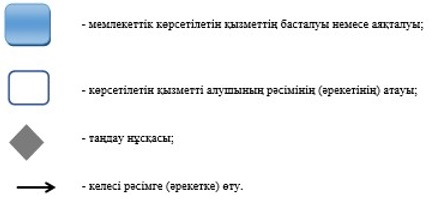 - мемлекеттік көрсетілетін қызметтің басталуы немесе аяқталуы;
- көрсетілетін қызметті алушының рәсімінің (әрекетінің) атауы;
- таңдау нұсқасы;
- келесі рәсімге (әрекетке) өту.